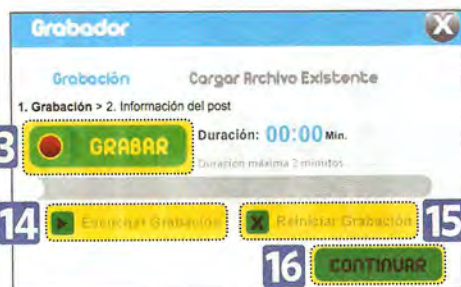 Grabador
X
Grabación Cargar Archivo Existente
1. Grabación > 2. Información del post
3 GRABAR Duración: 00:00 Min.
Duración máxima 2 minutos
14 Escuchar Grabación X Reiniciar Grabación 15
16 CONTINUAR